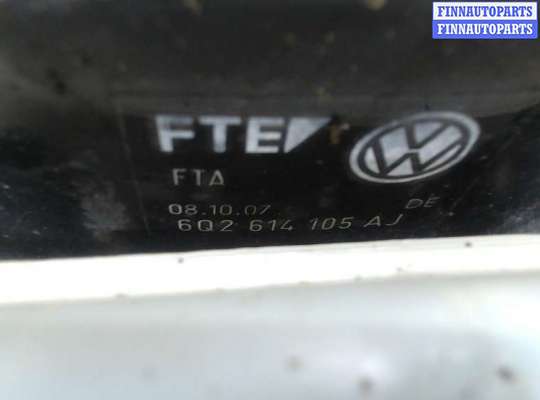 FINNAUTOPARTS
FINNAUTOPARTS
FTE
FTA
08.10.07
DE
6Q2 614 105 AJ